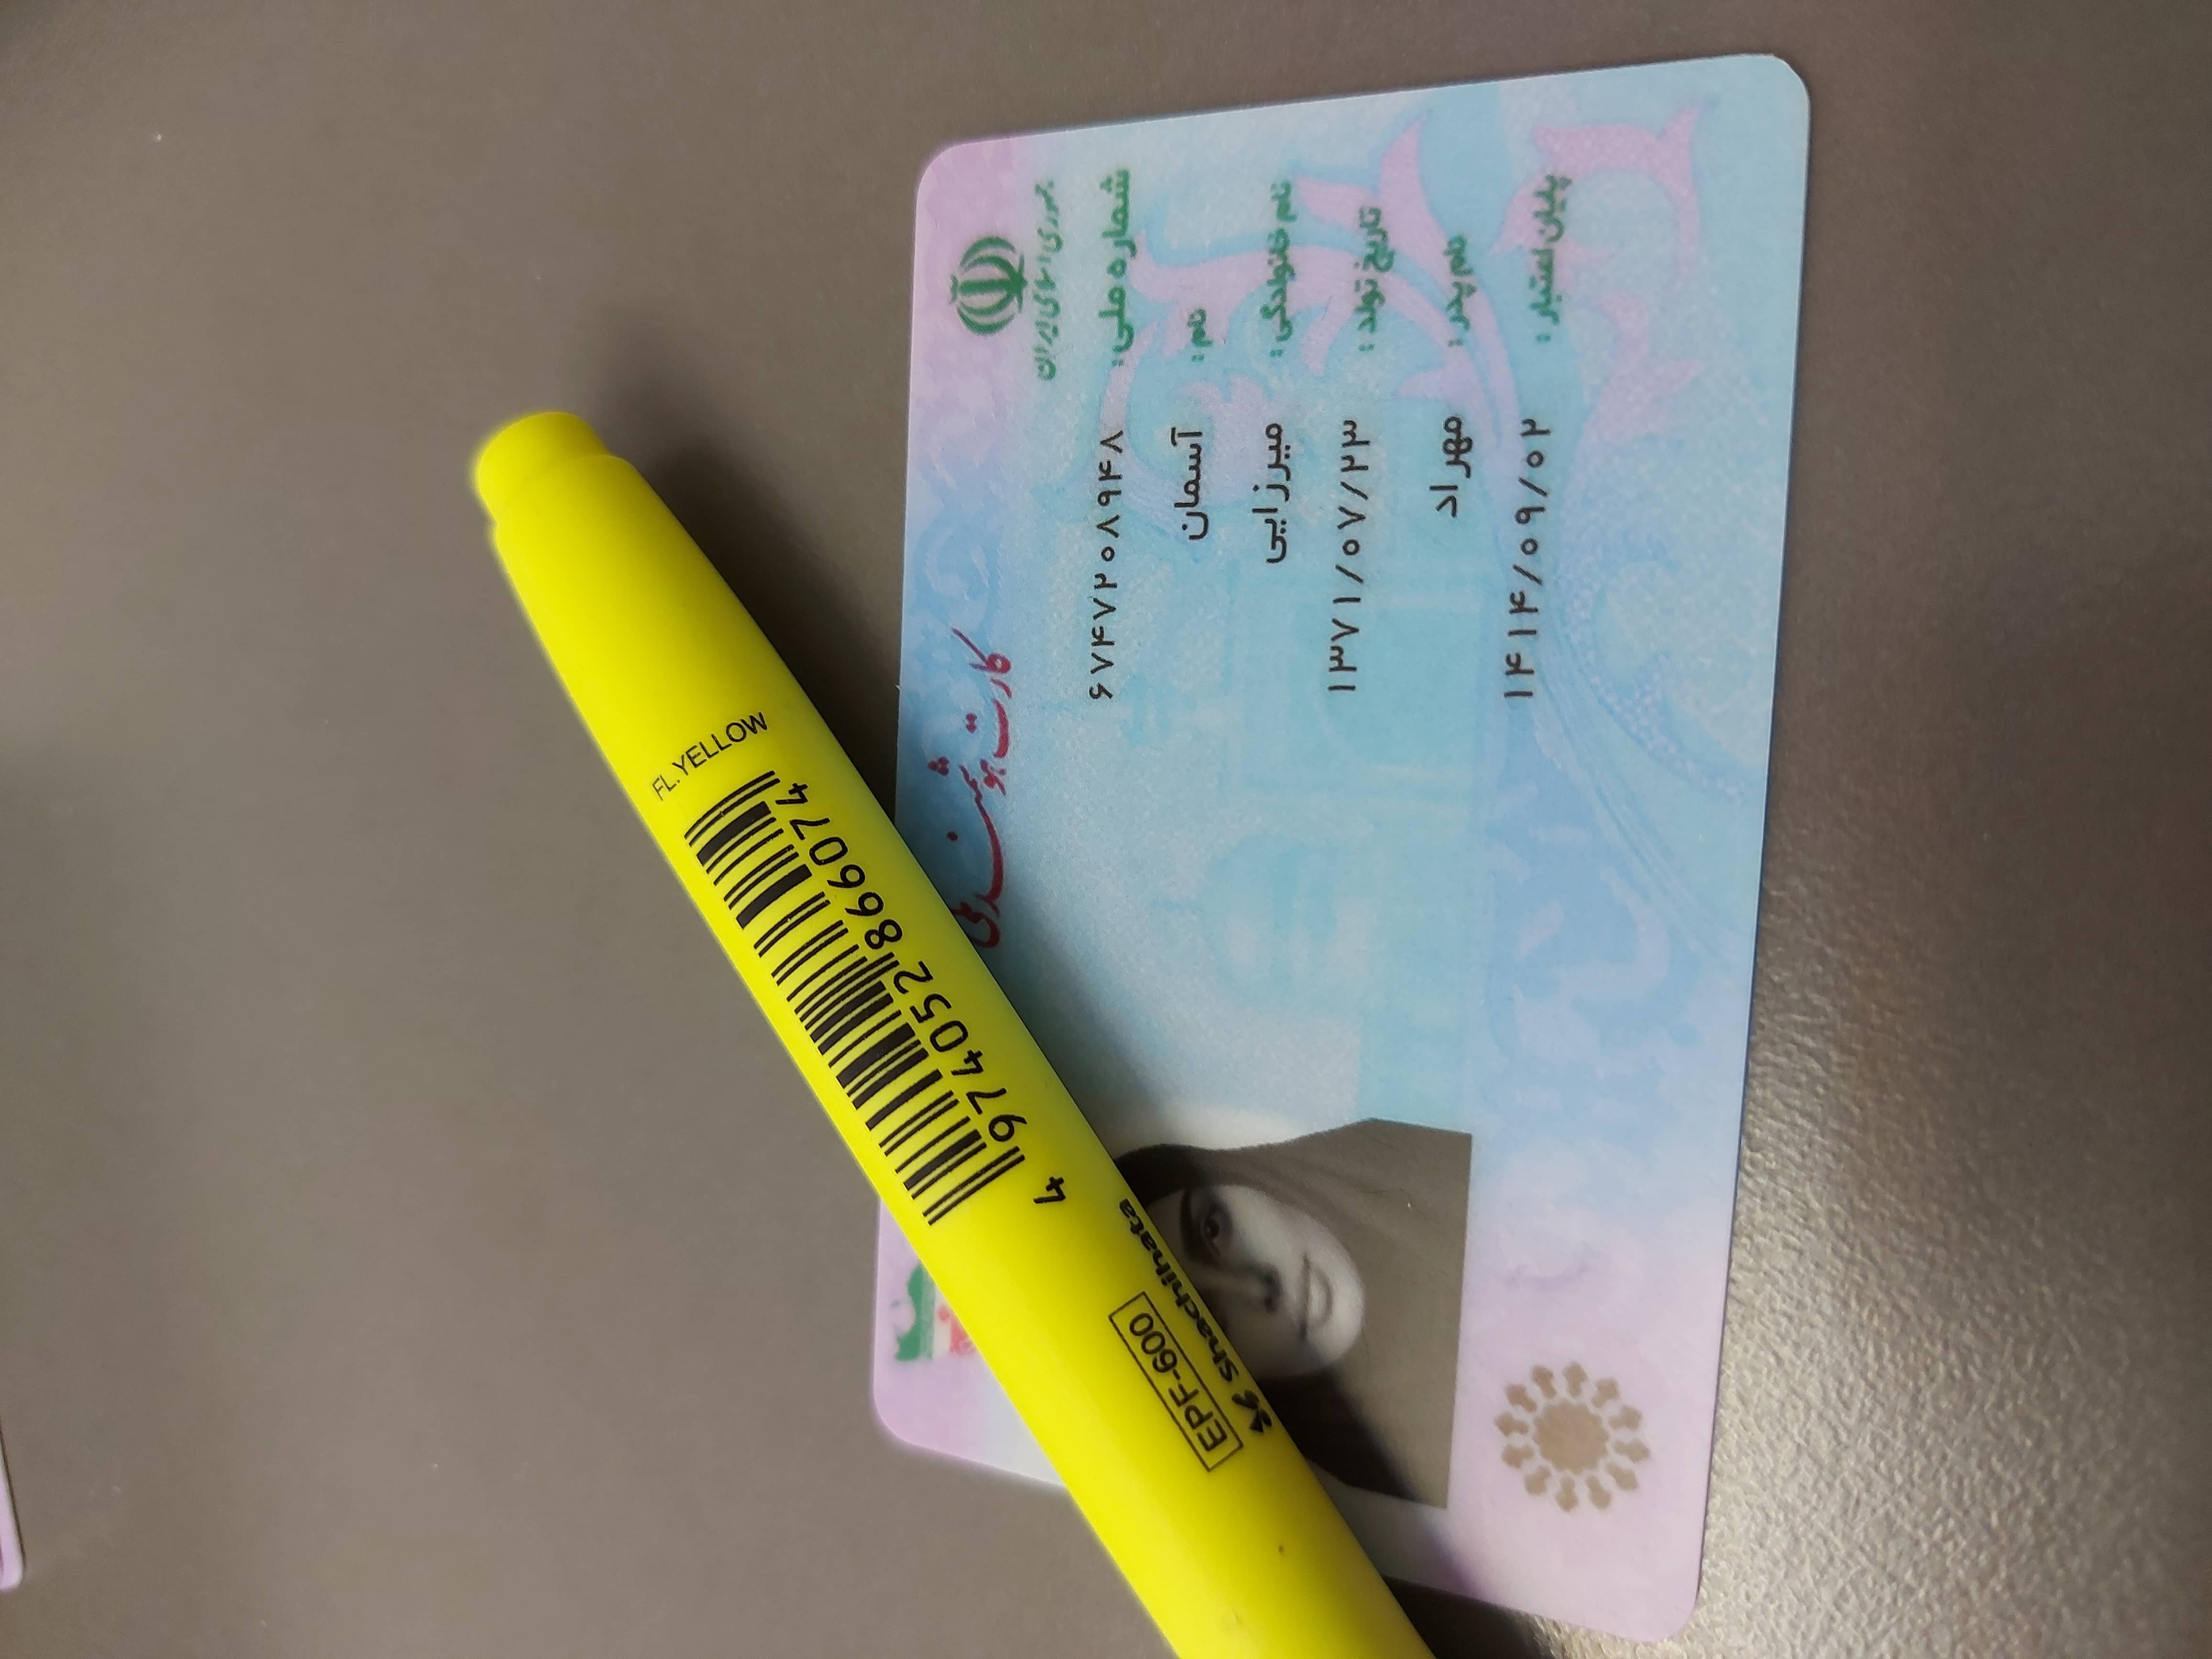 جمهوری اسلامی ایران
کارت هوشمند ملی
شماره ملی: ۶۷۴۷۲۰۸۹۴۸
نام: آسمان
نام خانوادگی: میرزایی
تاریخ تولد: ۱۳۷۱/۰۷/۲۳
نام پدر: مهراد
پایان اعتبار: ۱۴۱۴/۰۹/۰۲
FL.YELLOW
4 974052 866074
Shachihata
EPF-600